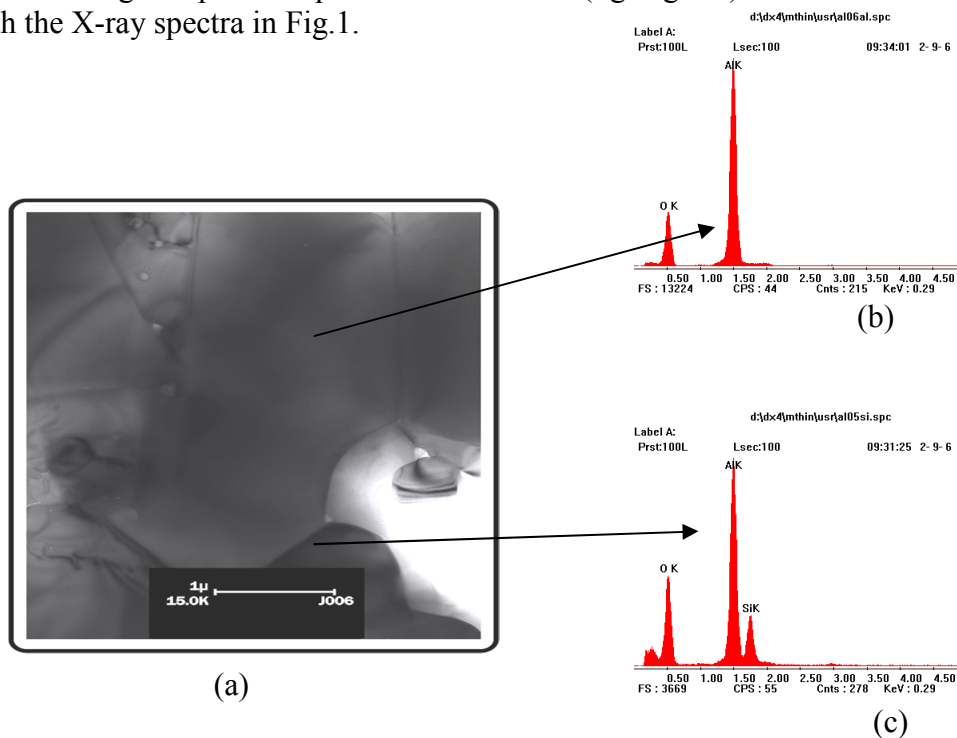 h the X-ray spectra in Fig.1.
d:\dx4\mthin\usr\al06al.spc
Label A:
Prst:100L Lsec:100 09:34:01 2- 9- 6
AlK
O K
0.50 1.00 1.50 2.00 2.50 3.00 3.50 4.00 4.50
FS : 13224 CPS : 44 Cnts : 215 KeV : 0.29
(b)
1μ
15.0K J006
(a)
d:\dx4\mthin\usr\al05si.spc
Label A:
Prst:100L Lsec:100 09:31:25 2- 9- 6
AlK
O K
SiK
0.50 1.00 1.50 2.00 2.50 3.00 3.50 4.00 4.50
FS : 3669 CPS : 55 Cnts : 278 KeV : 0.29
(c)